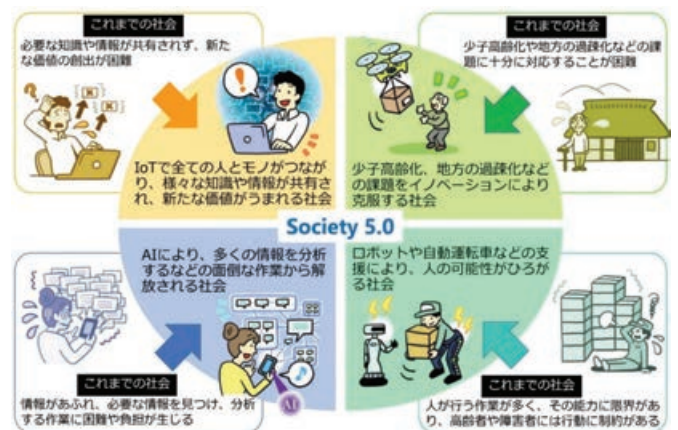 これまでの社会
必要な知識や情報が共有されず、新た
な価値の創出が困難
IoTで全ての人とモノがつなが
り、様々な知識や情報が共有さ
れ、新たな価値がうまれる社会
これまでの社会
少子高齢化や地方の過疎化などの課
題に十分に対応することが困難
少子高齢化、地方の過疎化など
の課題をイノベーションにより
克服する社会
Society 5.0
AIにより、多くの情報を分析
するなどの面倒な作業から解
放される社会
AI
これまでの社会
情報があふれ、必要な情報を見つけ、分析
する作業に困難や負担が生じる
ロボットや自動運転車などの支
援により、人の可能性がひろが
る社会
これまでの社会
人が行う作業が多く、その能力に限界があ
り、高齢者や障害者には行動に制約がある